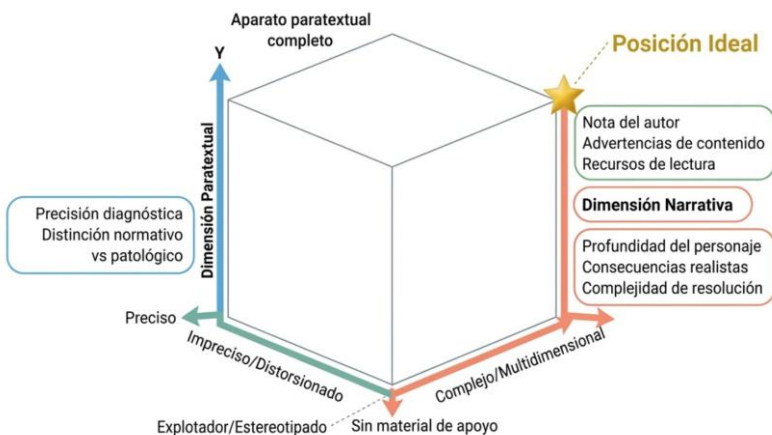 Aparato paratextual
completo
Y
Posición Ideal
Nota del autor
Advertencias de contenido
Recursos de lectura
Dimensión Paratextual
Precisión diagnóstica
Distinción normativo
vs patológico
Dimensión Narrativa
Profundidad del personaje
Consecuencias realistas
Complejidad de resolución
Preciso
Impreciso/Distorsionado
Complejo/Multidimensional
Explotador/Estereotipado
Sin material de apoyo